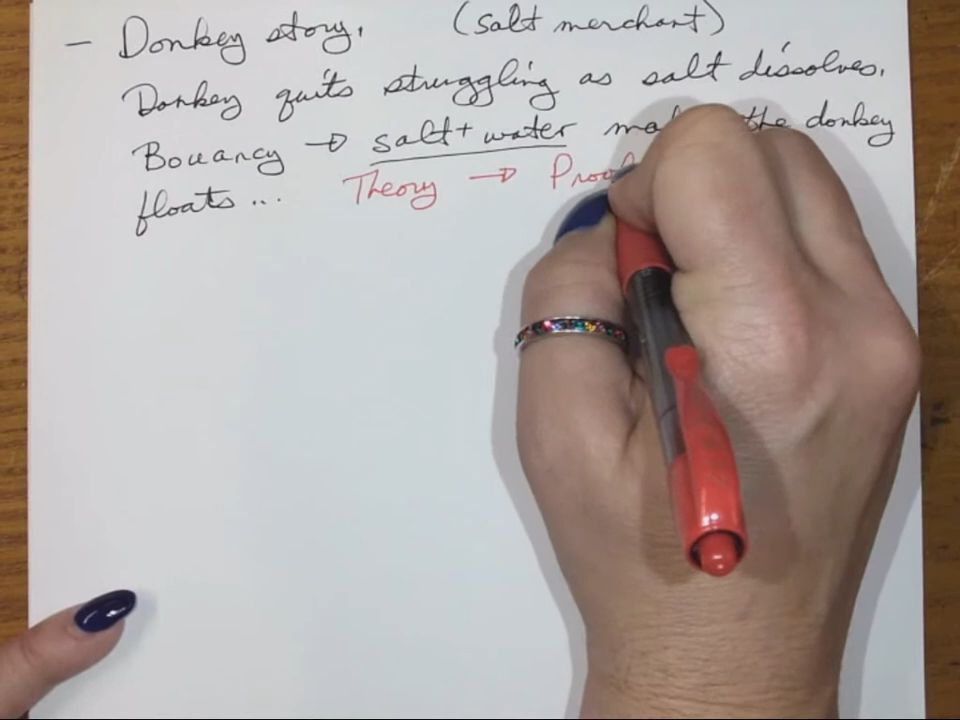 - Donkey story. (salt merchant)
Donkey quits struggling as salt dissolves.
Bouancy → salt + water the donkey
floats... Theory →